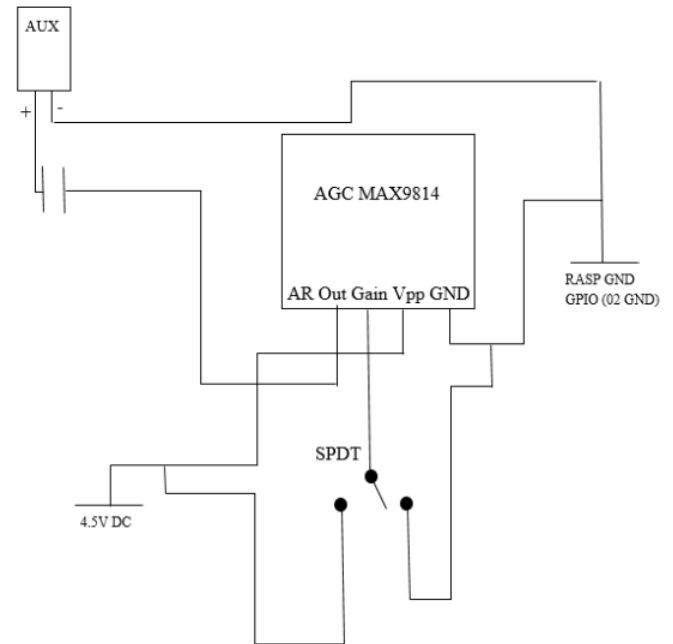 AUX
+ -
AGC MAX9814
AR Out Gain Vpp GND
RASP GND
GPIO (02 GND)
SPDT
4.5V DC